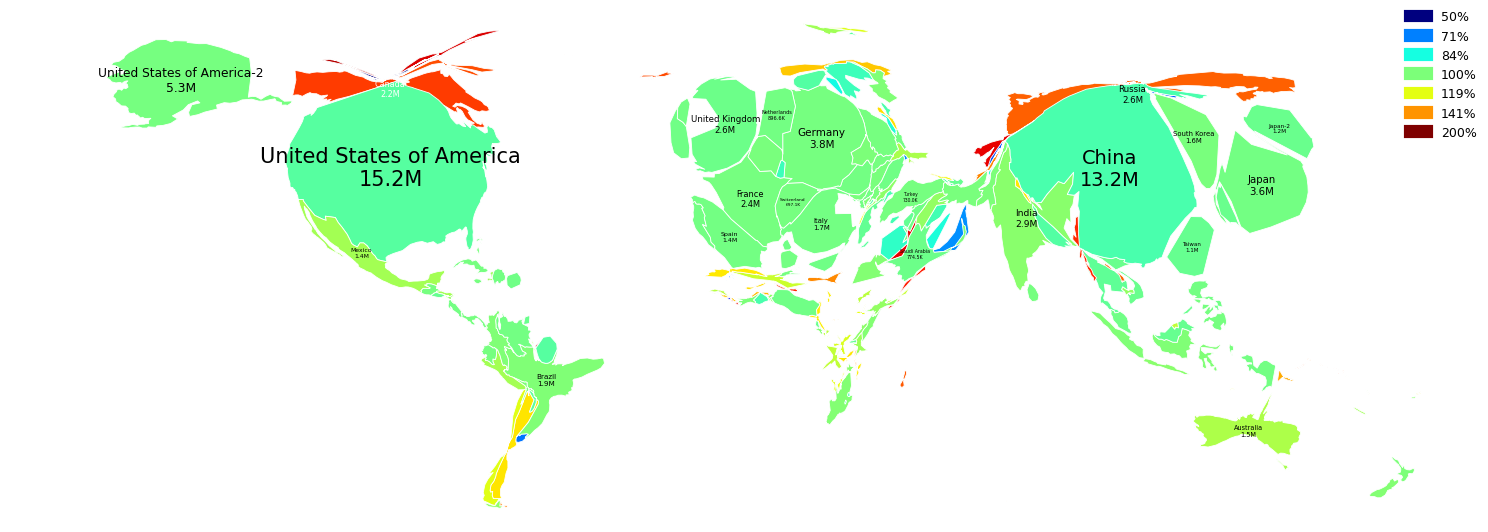 50%
71%
84%
100%
119%
141%
200%
United States of America-2
5.3M
Canada
2.2M
United States of America
15.2M
Mexico
1.4M
Brazil
1.9M
United Kingdom
2.6M
Netherlands
896.6K
Germany
3.8M
France
2.4M
Switzerland
697.1K
Italy
1.7M
Spain
1.4M
Turkey
730.0K
Saudi Arabia
774.5K
Russia
2.6M
China
13.2M
India
2.9M
South Korea
1.6M
Japan-2
1.2M
Japan
3.6M
Taiwan
1.1M
Australia
1.5M